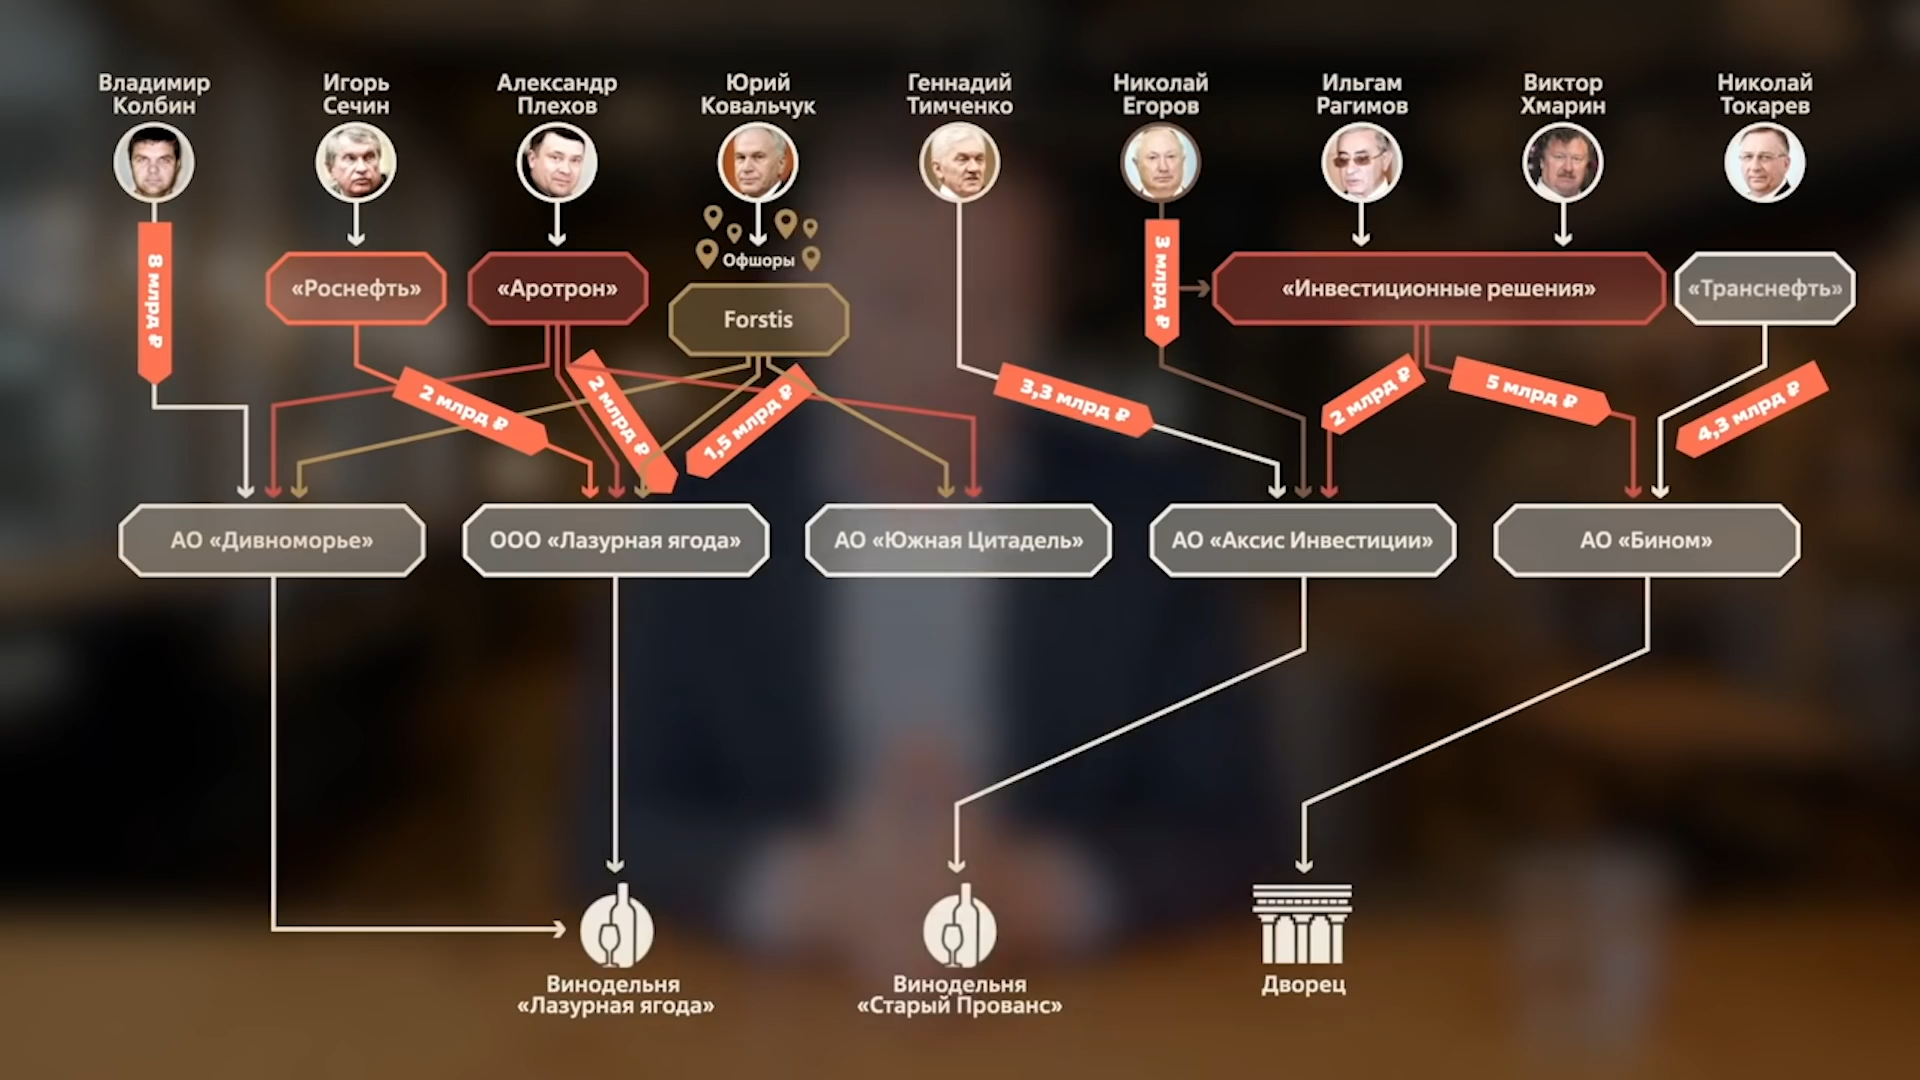 Владимир
Колбин
Игорь
Сечин
Александр
Плехов
Юрий
Ковальчук
Геннадий
Тимченко
Николай
Егоров
Ильгам
Рагимов
Виктор
Хмарин
Николай
Токарев
8 млрд ₽
«Роснефть»
«Аротрон»
Офшоры
Forstis
3 млрд ₽
«Инвестиционные решения»
«Транснефть»
2 млрд ₽
2 млрд ₽
1,5 млрд ₽
3,3 млрд ₽
2 млрд ₽
5 млрд ₽
4,3 млрд ₽
АО «Дивноморье»
ООО «Лазурная ягода»
АО «Южная Цитадель»
АО «Аксис Инвестиции»
АО «Бином»
Винодельня
«Лазурная ягода»
Винодельня
«Старый Прованс»
Дворец